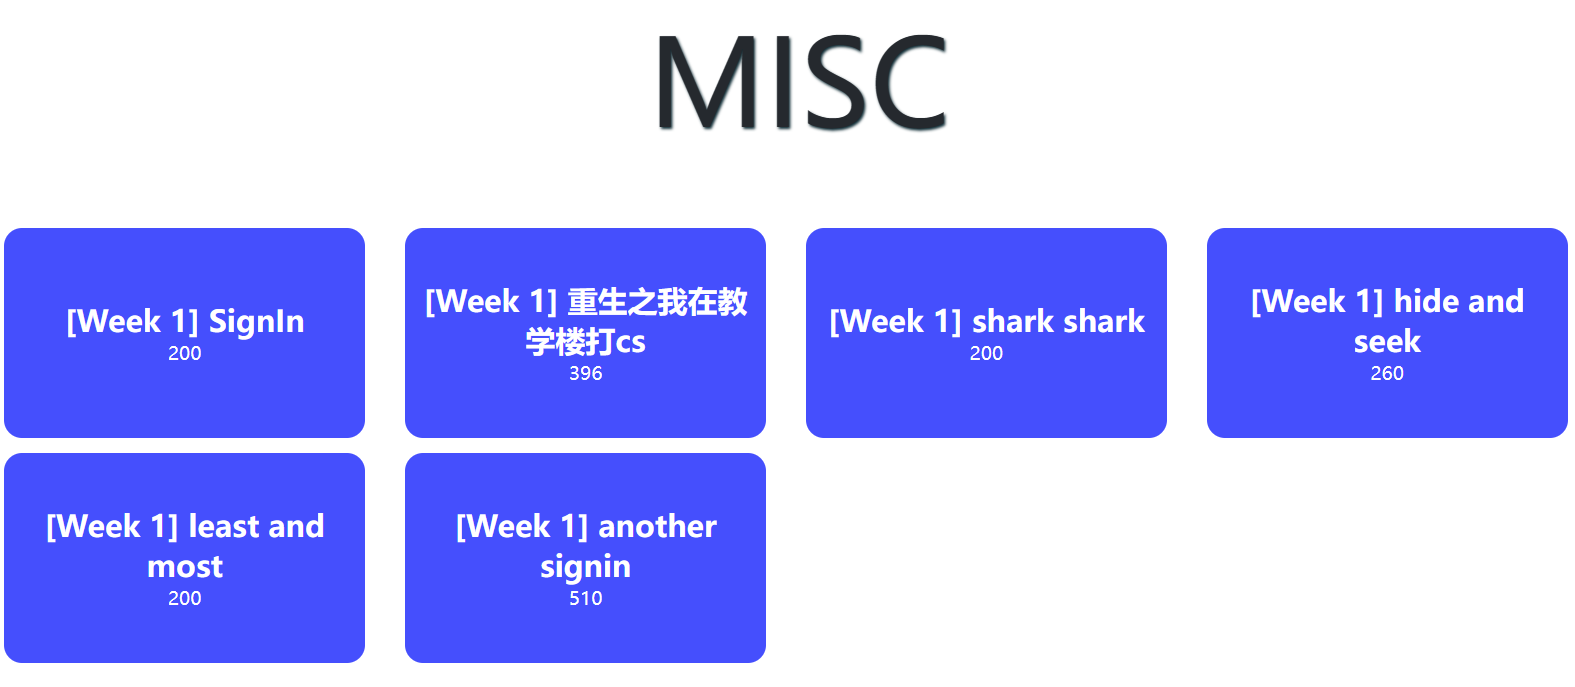 MISC
[Week 1] SignIn
200
[Week 1] 重生之我在教
学楼打cs
396
[Week 1] shark shark
200
[Week 1] hide and
seek
260
[Week 1] least and
most
200
[Week 1] another
signin
510